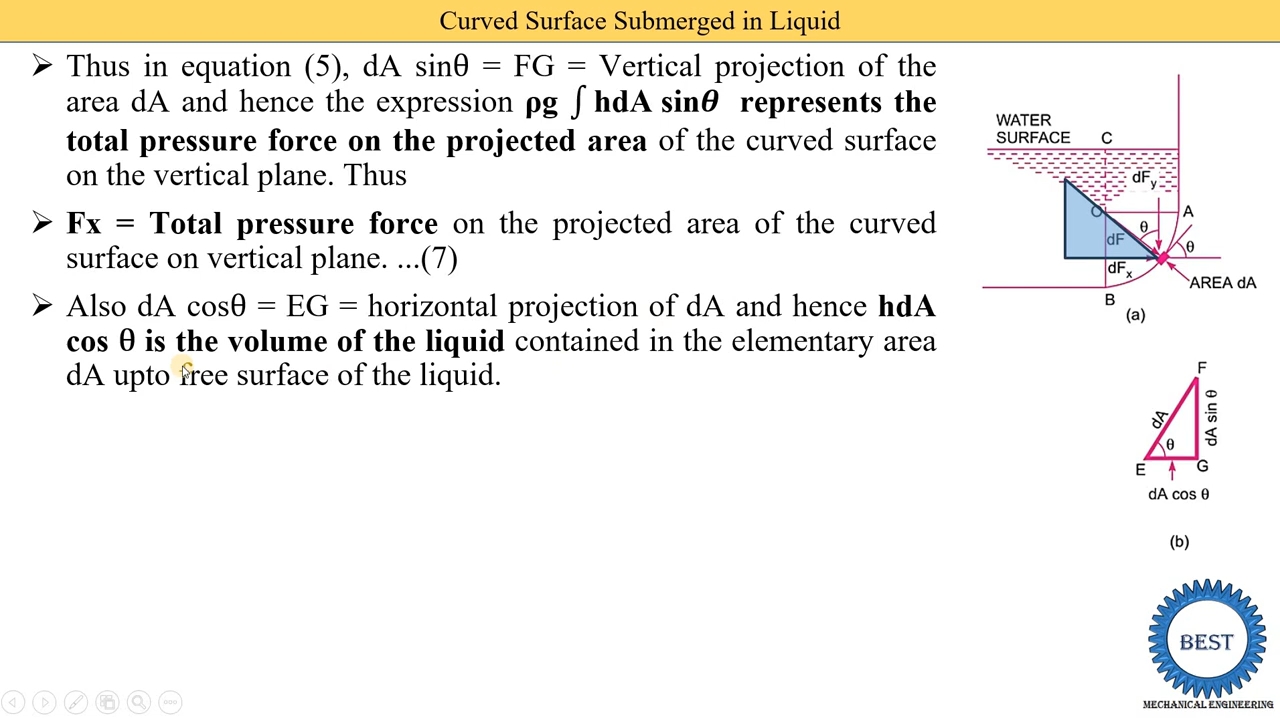 Curved Surface Submerged in Liquid
➢ Thus in equation (5), dA sinθ = FG = Vertical projection of the
area dA and hence the expression ρg ∫ hdA sin𝜽 represents the
total pressure force on the projected area of the curved surface
on the vertical plane. Thus
➢ Fx = Total pressure force on the projected area of the curved
surface on vertical plane. ...(7)
➢ Also dA cosθ = EG = horizontal projection of dA and hence hdA
cos θ is the volume of the liquid contained in the elementary area
dA upto free surface of the liquid.
WATER
SURFACE
C
dFy
O
A
θ
dF
θ
dFx
AREA dA
B
(a)
F
dA
dA sin θ
θ
E
G
dA cos θ
(b)
BEST
MECHANICAL ENGINEERING